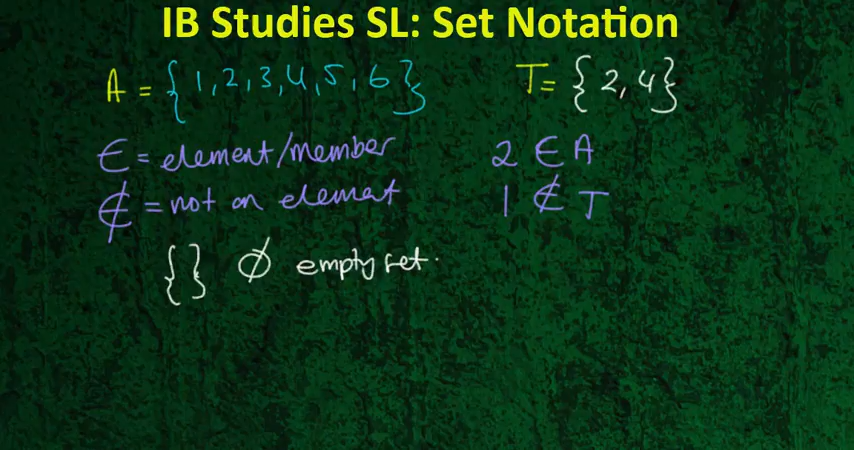 IB Studies SL: Set Notation
A = {1,2,3,4,5,6} T= {2,4}
∈ = element/member 2 ∈ A
∉ = not an element 1 ∉ T
{} ∅ empty set.